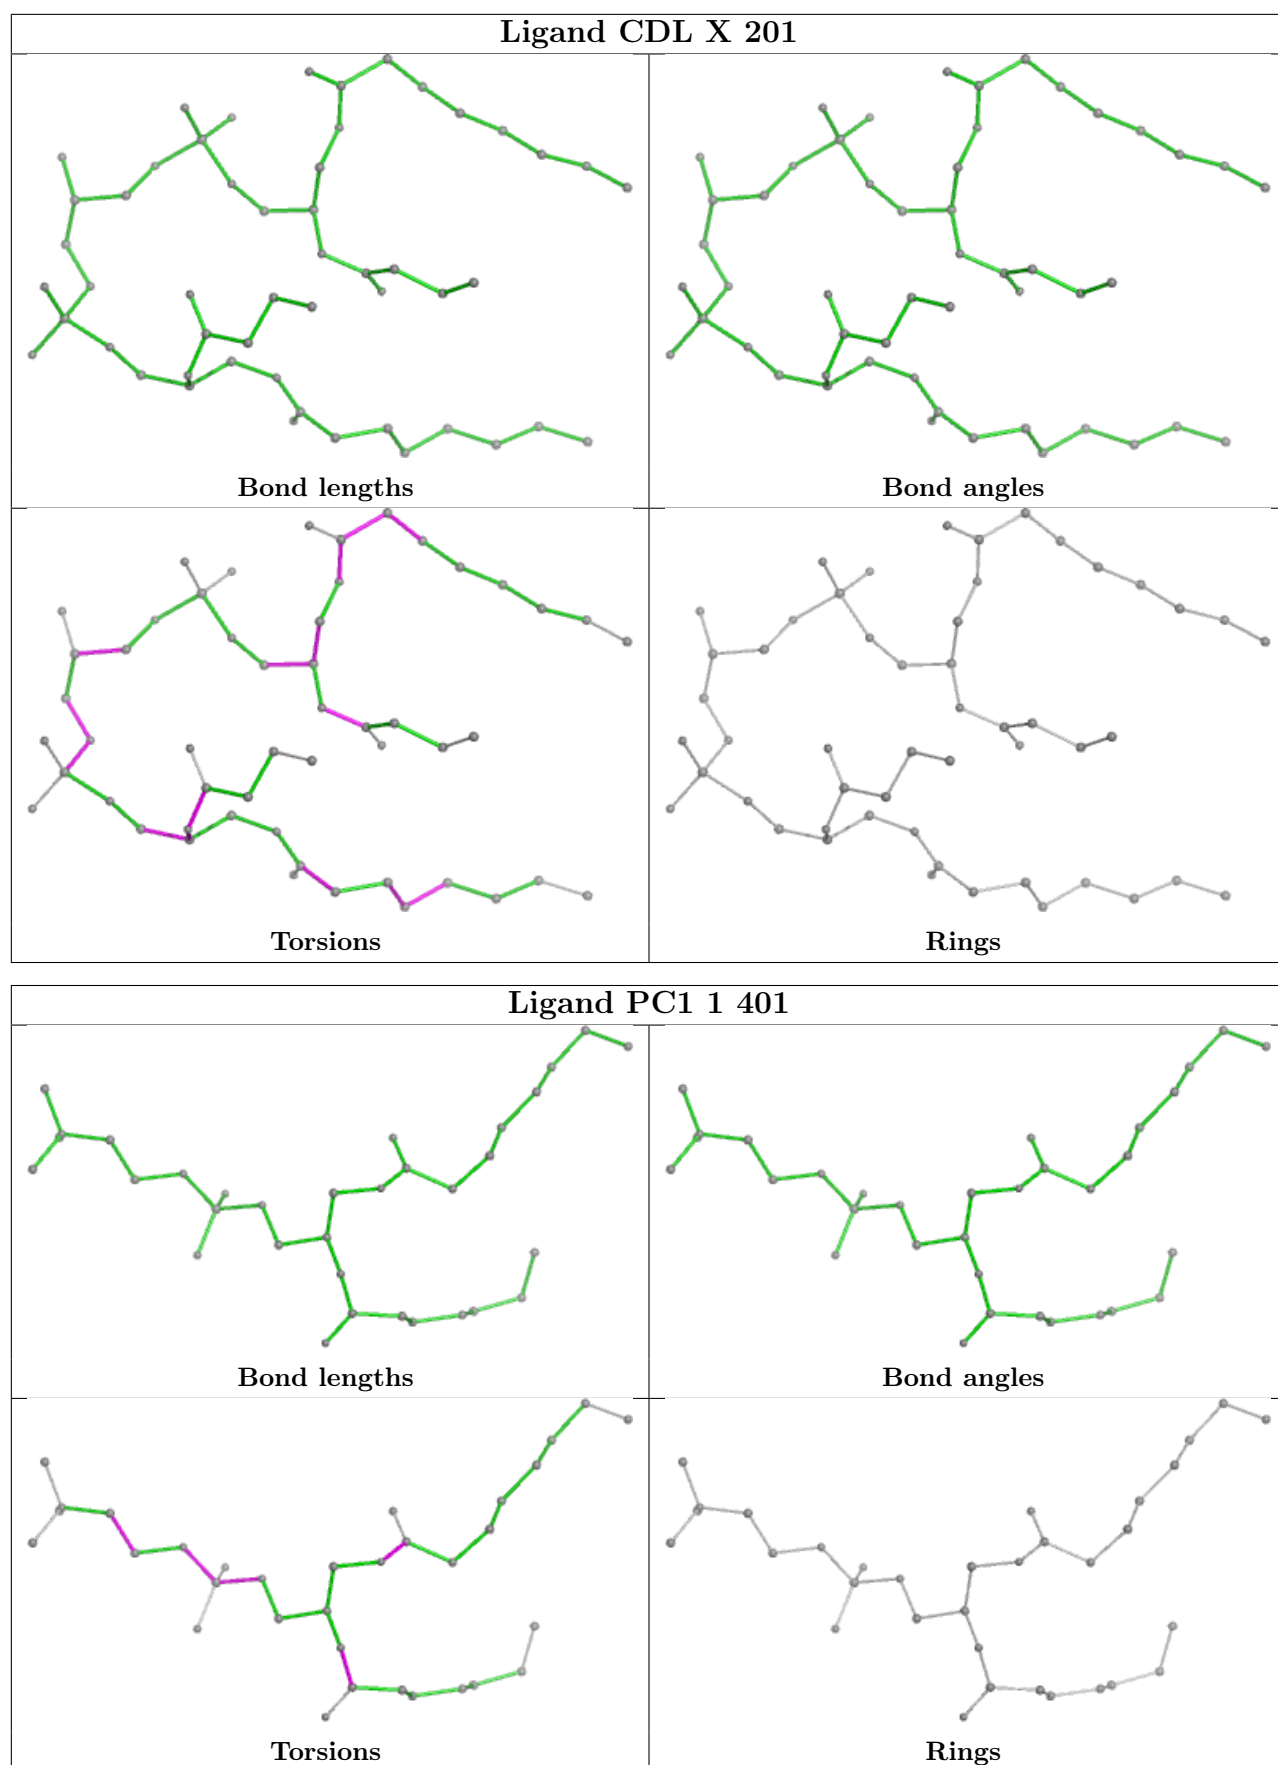 Ligand CDL X 201
Bond lengths
Bond angles
Torsions
Rings
Ligand PC1 1 401
Bond lengths
Bond angles
Torsions
Rings